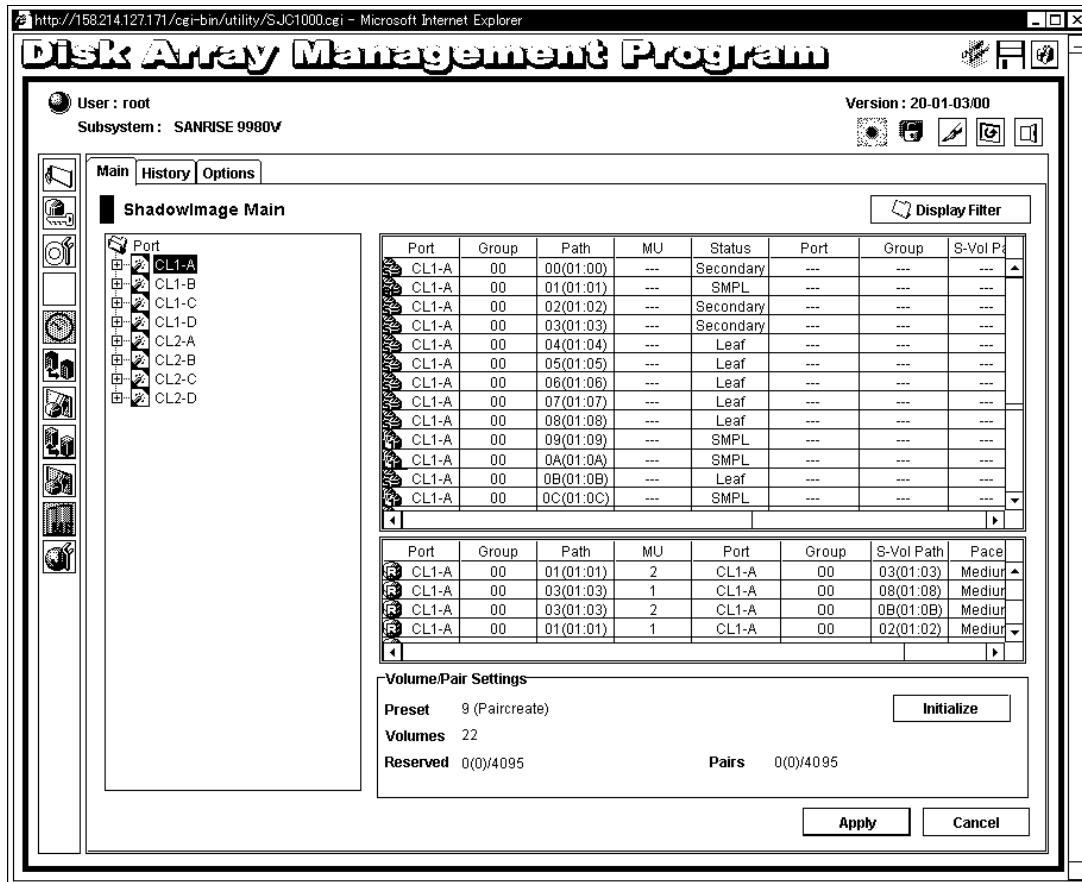 http://158.214.127.171/cgi-bin/utility/SJC1000.cgi - Microsoft Internet Explorer
Disk Array Management Program
User : root
Version : 20-01-03/00
Subsystem : SANRISE 9980V
Main History Options
ShadowImage Main
Display Filter
Port
CL1-A
CL1-B
CL1-C
CL1-D
CL2-A
CL2-B
CL2-C
CL2-D
Port Group Path MU Status Port Group S-Vol Pa
CL1-A 00 00(01:00) --- Secondary --- --- ---
CL1-A 00 01(01:01) --- SMPL --- --- ---
CL1-A 00 02(01:02) --- Secondary --- --- ---
CL1-A 00 03(01:03) --- Secondary --- --- ---
CL1-A 00 04(01:04) --- Leaf --- --- ---
CL1-A 00 05(01:05) --- Leaf --- --- ---
CL1-A 00 06(01:06) --- Leaf --- --- ---
CL1-A 00 07(01:07) --- Leaf --- --- ---
CL1-A 00 08(01:08) --- Leaf --- --- ---
CL1-A 00 09(01:09) --- SMPL --- --- ---
CL1-A 00 0A(01:0A) --- SMPL --- --- ---
CL1-A 00 0B(01:0B) --- Leaf --- --- ---
CL1-A 00 0C(01:0C) --- SMPL --- --- ---
Port Group Path MU Port Group S-Vol Path Pace
CL1-A 00 01(01:01) 2 CL1-A 00 03(01:03) Mediur
CL1-A 00 03(01:03) 1 CL1-A 00 08(01:08) Mediur
CL1-A 00 03(01:03) 2 CL1-A 00 0B(01:0B) Mediur
CL1-A 00 01(01:01) 1 CL1-A 00 02(01:02) Mediur
Volume/Pair Settings
Preset 9 (Paircreate)
Initialize
Volumes 22
Reserved 0(0)/4095 Pairs 0(0)/4095
Apply Cancel